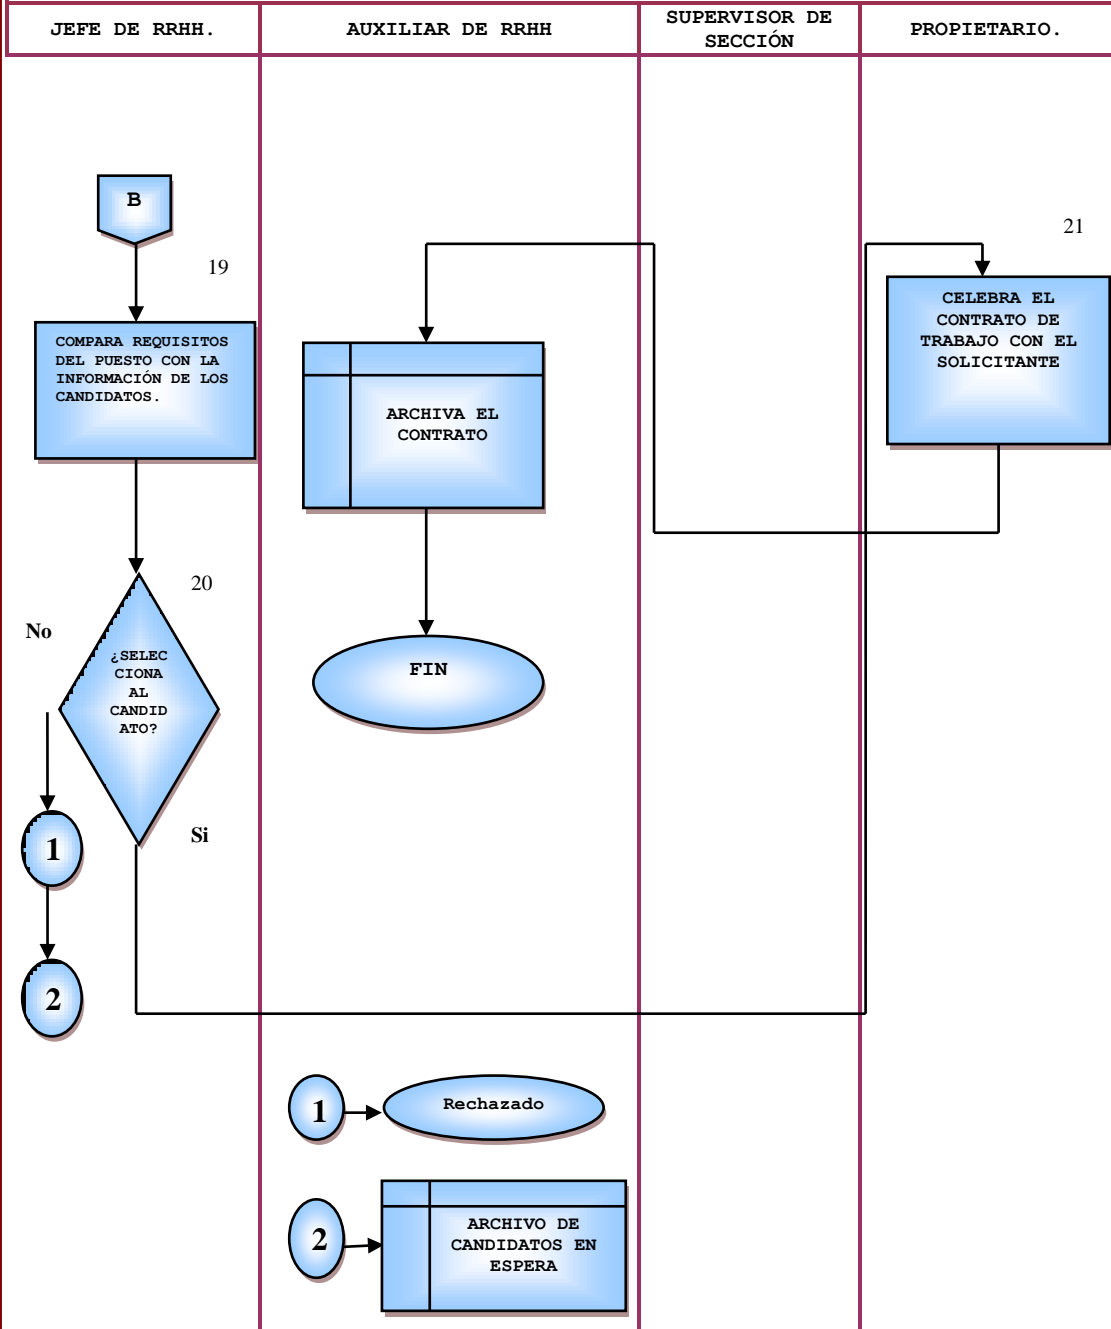 JEFE DE RRHH.
AUXILIAR DE RRHH
SUPERVISOR DE
SECCIÓN
PROPIETARIO.
B
19
COMPARA REQUISITOS
DEL PUESTO CON LA
INFORMACIÓN DE LOS
CANDIDATOS.
20
No
¿SELEC
CIONA
AL
CANDID
ATO?
Si
1
2
21
CELEBRA EL
CONTRATO DE
TRABAJO CON EL
SOLICITANTE
ARCHIVA EL
CONTRATO
FIN
1
Rechazado
2
ARCHIVO DE
CANDIDATOS EN
ESPERA